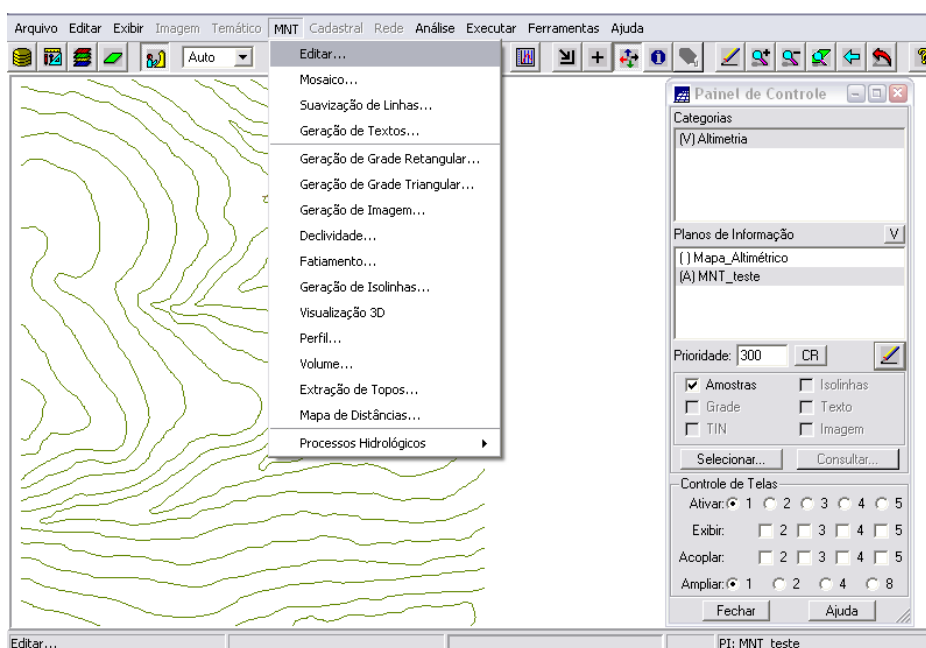 Arquivo Editar Exibir Imagem Temático MNT Cadastral Rede Análise Executar Ferramentas Ajuda
Auto
Editar...
Mosaico...
Suavização de Linhas...
Geração de Textos...
Geração de Grade Retangular...
Geração de Grade Triangular...
Geração de Imagem...
Declividade...
Fatiamento...
Geração de Isolinhas...
Visualização 3D
Perfil...
Volume...
Extração de Topos...
Mapa de Distâncias...
Processos Hidrológicos
Painel de Controle
Categorias
(V) Altimetria
Planos de Informação V
( ) Mapa_Altimétrico
(A) MNT_teste
Prioridade: 300 CR
Amostras Isolinhas
Grade Texto
TIN Imagem
Selecionar... Consultar...
Controle de Telas
Ativar: 1 2 3 4 5
Exibir: 2 3 4 5
Acoplar: 2 3 4 5
Ampliar: 1 2 4 8
Fechar Ajuda
Editar... PI: MNT_teste